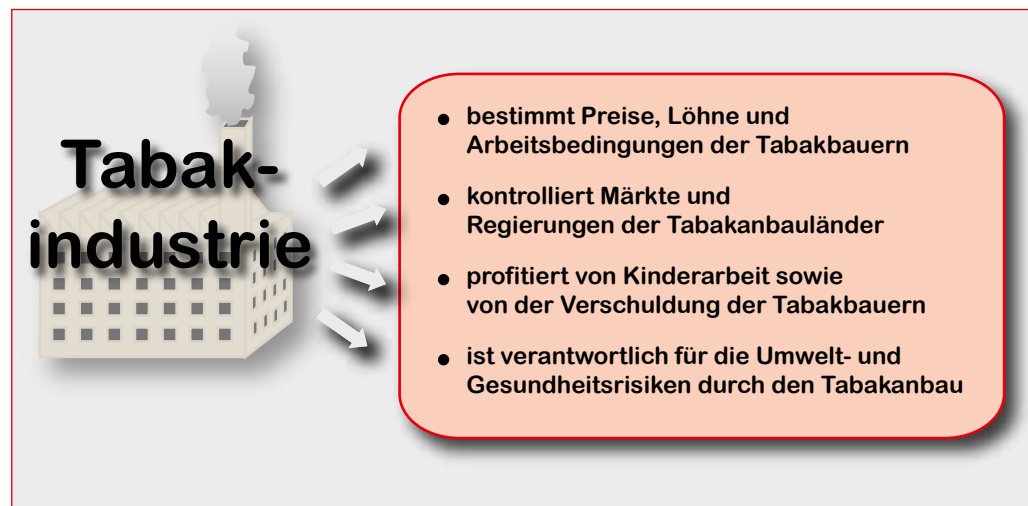 Tabak-
industrie
● bestimmt Preise, Löhne und
Arbeitsbedingungen der Tabakbauern
● kontrolliert Märkte und
Regierungen der Tabakanbauländer
● profitiert von Kinderarbeit sowie
von der Verschuldung der Tabakbauern
● ist verantwortlich für die Umwelt- und
Gesundheitsrisiken durch den Tabakanbau